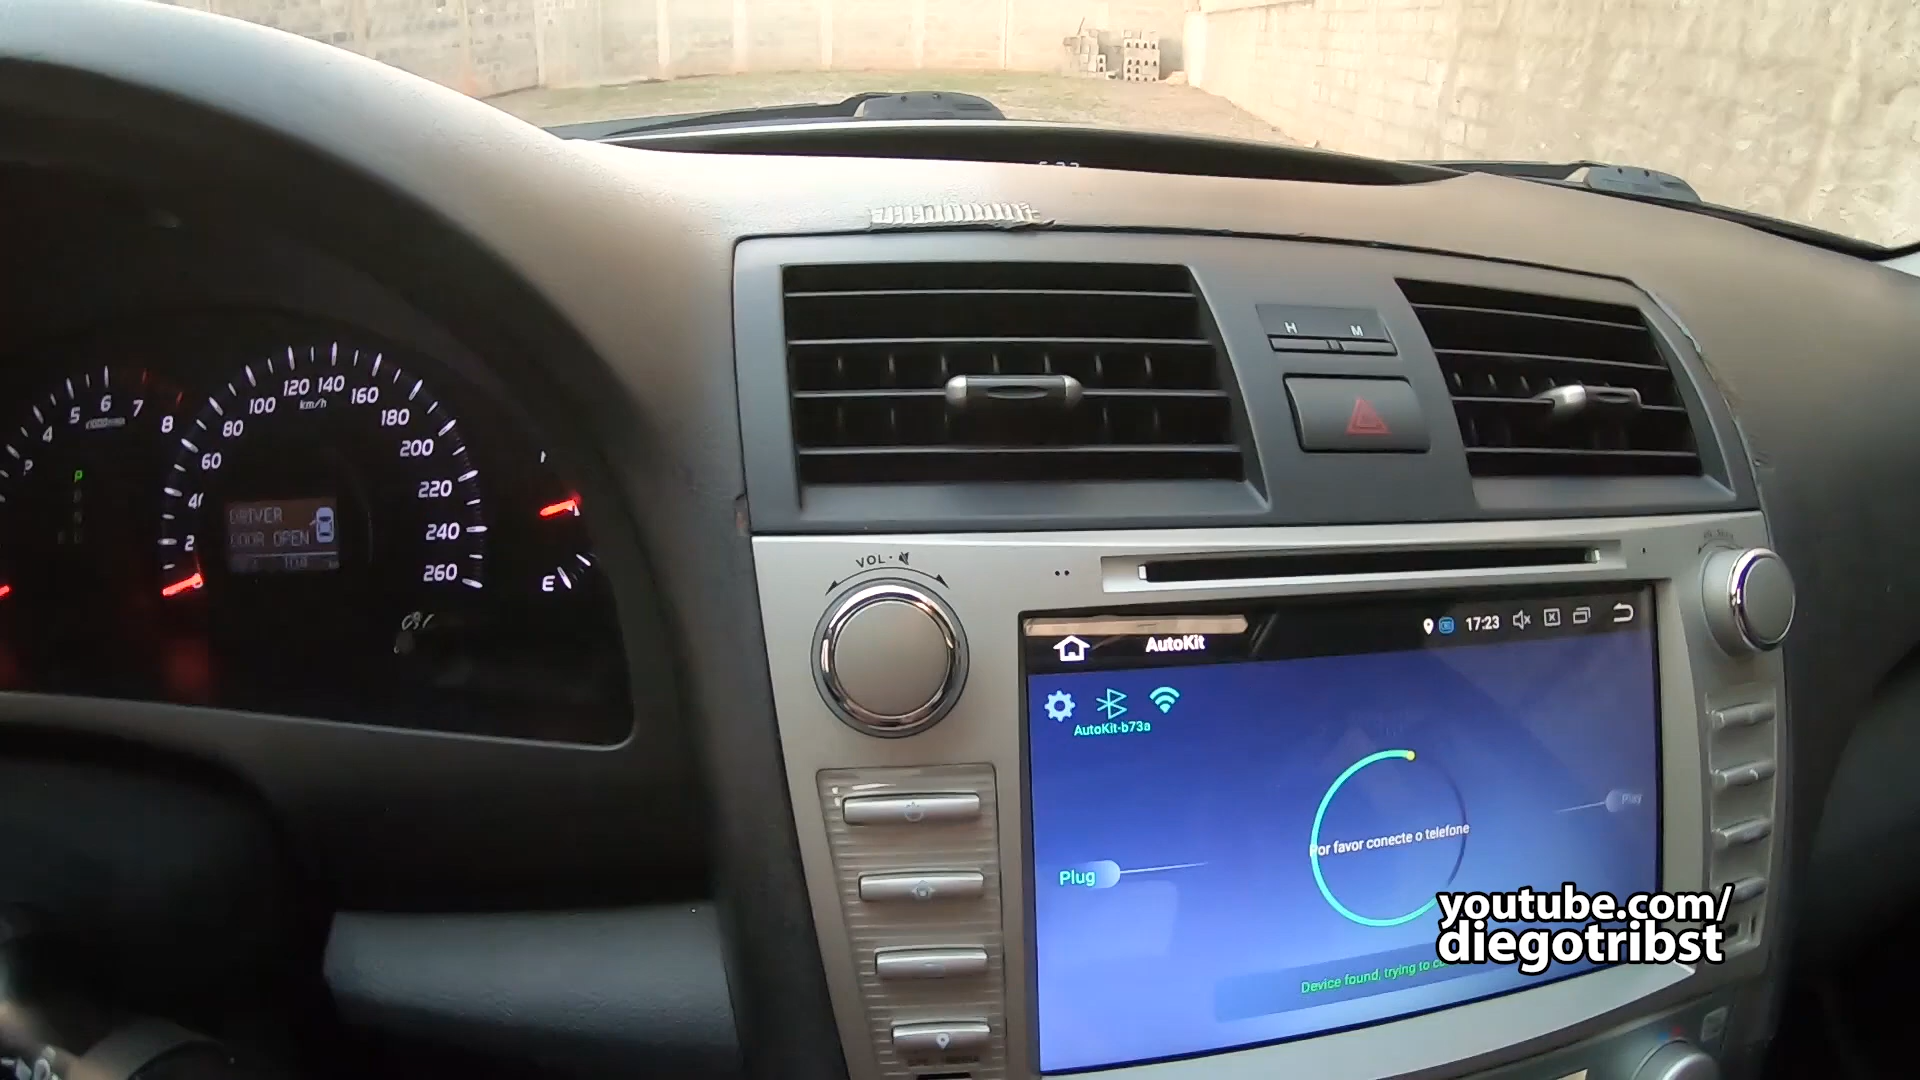 4
5
6
7
8
P
2
60
80
100
120
140
160
180
200
220
240
260
km/h
DRIVER
DOOR OPEN
E
H M
VOL
AutoKit
17:23
AutoKit-b73a
Plug
Play
Por favor conecte o telefone
Device found, trying to
youtube.com/
diegotribst